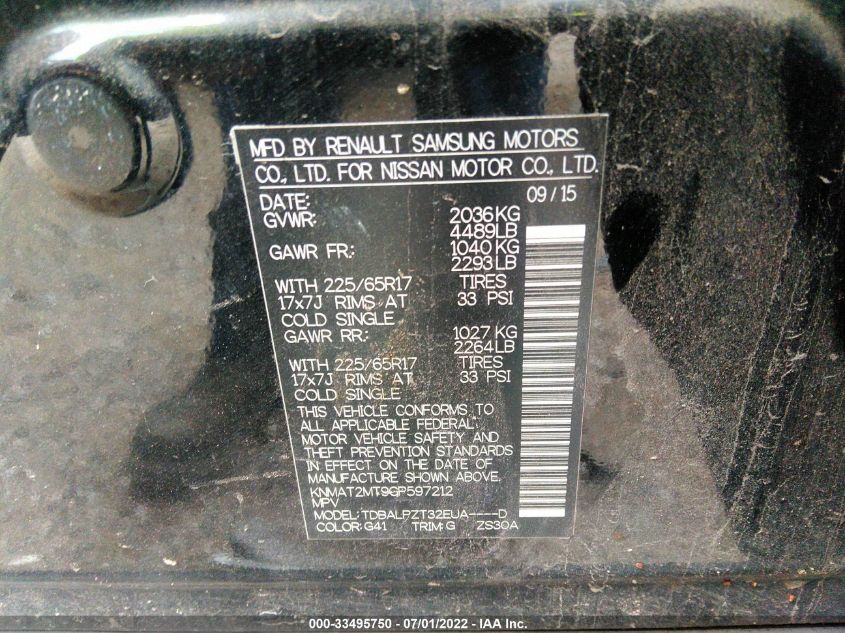 MFD BY RENAULT SAMSUNG MOTORS
CO., LTD. FOR NISSAN MOTOR CO., LTD.
DATE: 09 / 15
GVWR: 2036KG
4489LB
GAWR FR: 1040KG
2293LB
WITH 225/65R17 TIRES
17x7J RIMS AT 33 PSI
COLD SINGLE
GAWR RR: 1027KG
2264LB
WITH 225/65R17 TIRES
17x7J RIMS AT 33 PSI
COLD SINGLE
THIS VEHICLE CONFORMS TO
ALL APPLICABLE FEDERAL
MOTOR VEHICLE SAFETY AND
THEFT PREVENTION STANDARDS
IN EFFECT ON THE DATE OF
MANUFACTURE SHOWN ABOVE.
KNMAT2MT9GP597212
MPV
MODEL: TDBALPZT32EUA----D
COLOR: G41 TRIM: G ZS30A
000-33495750 - 07/01/2022 - IAA Inc.